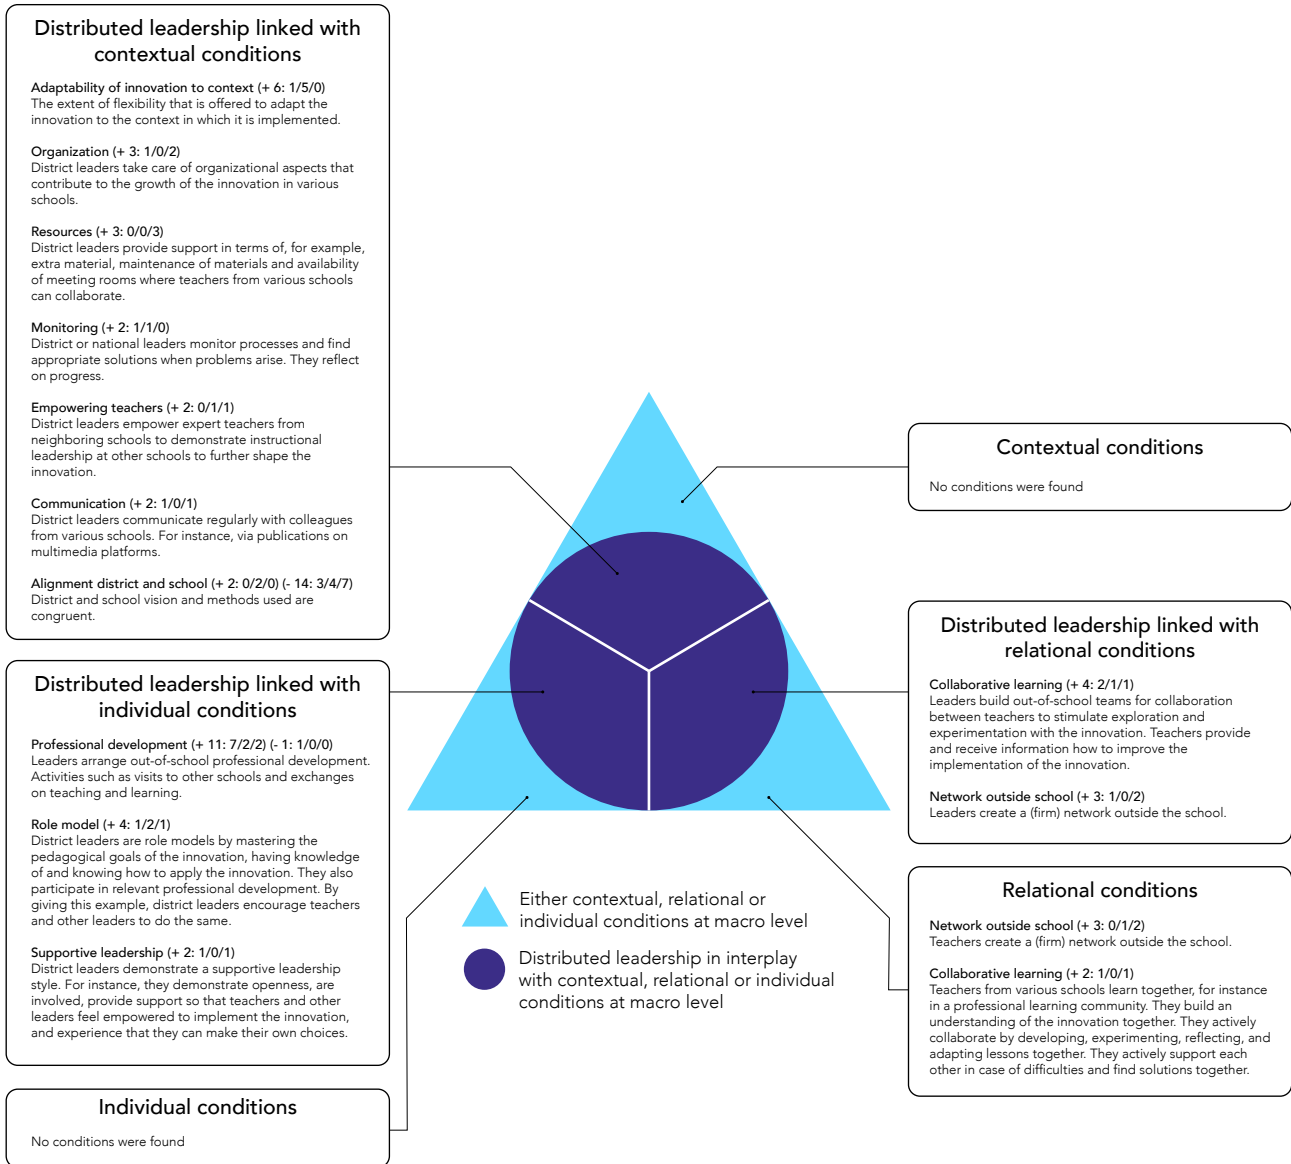 Distributed leadership linked with
contextual conditions
Adaptability of innovation to context (+ 6: 1/5/0)
The extent of flexibility that is offered to adapt the
innovation to the context in which it is implemented.
Organization (+ 3: 1/0/2)
District leaders take care of organizational aspects that
contribute to the growth of the innovation in various
schools.
Resources (+ 3: 0/0/3)
District leaders provide support in terms of, for example,
extra material, maintenance of materials and availability
of meeting rooms where teachers from various schools
can collaborate.
Monitoring (+ 2: 1/1/0)
District or national leaders monitor processes and find
appropriate solutions when problems arise. They reflect
on progress.
Empowering teachers (+ 2: 0/1/1)
District leaders empower expert teachers from
neighboring schools to demonstrate instructional
leadership at other schools to further shape the
innovation.
Communication (+ 2: 1/0/1)
District leaders communicate regularly with colleagues
from various schools. For instance, via publications on
multimedia platforms.
Alignment district and school (+ 2: 0/2/0) (- 14: 3/4/7)
District and school vision and methods used are
congruent.
Distributed leadership linked with
individual conditions
Professional development (+ 11: 7/2/2) (- 1: 1/0/0)
Leaders arrange out-of-school professional development.
Activities such as visits to other schools and exchanges
on teaching and learning.
Role model (+ 4: 1/2/1)
District leaders are role models by mastering the
pedagogical goals of the innovation, having knowledge
of and knowing how to apply the innovation. They also
participate in relevant professional development. By
giving this example, district leaders encourage teachers
and other leaders to do the same.
Supportive leadership (+ 2: 1/0/1)
District leaders demonstrate a supportive leadership
style. For instance, they demonstrate openness, are
involved, provide support so that teachers and other
leaders feel empowered to implement the innovation,
and experience that they can make their own choices.
Individual conditions
No conditions were found
Either contextual, relational or
individual conditions at macro level
Distributed leadership in interplay
with contextual, relational or individual
conditions at macro level
Contextual conditions
No conditions were found
Distributed leadership linked with
relational conditions
Collaborative learning (+ 4: 2/1/1)
Leaders build out-of-school teams for collaboration
between teachers to stimulate exploration and
experimentation with the innovation. Teachers provide
and receive information how to improve the
implementation of the innovation.
Network outside school (+ 3: 1/0/2)
Leaders create a (firm) network outside the school.
Relational conditions
Network outside school (+ 3: 0/1/2)
Teachers create a (firm) network outside the school.
Collaborative learning (+ 2: 1/0/1)
Teachers from various schools learn together, for instance
in a professional learning community. They build an
understanding of the innovation together. They actively
collaborate by developing, experimenting, reflecting, and
adapting lessons together. They actively support each
other in case of difficulties and find solutions together.